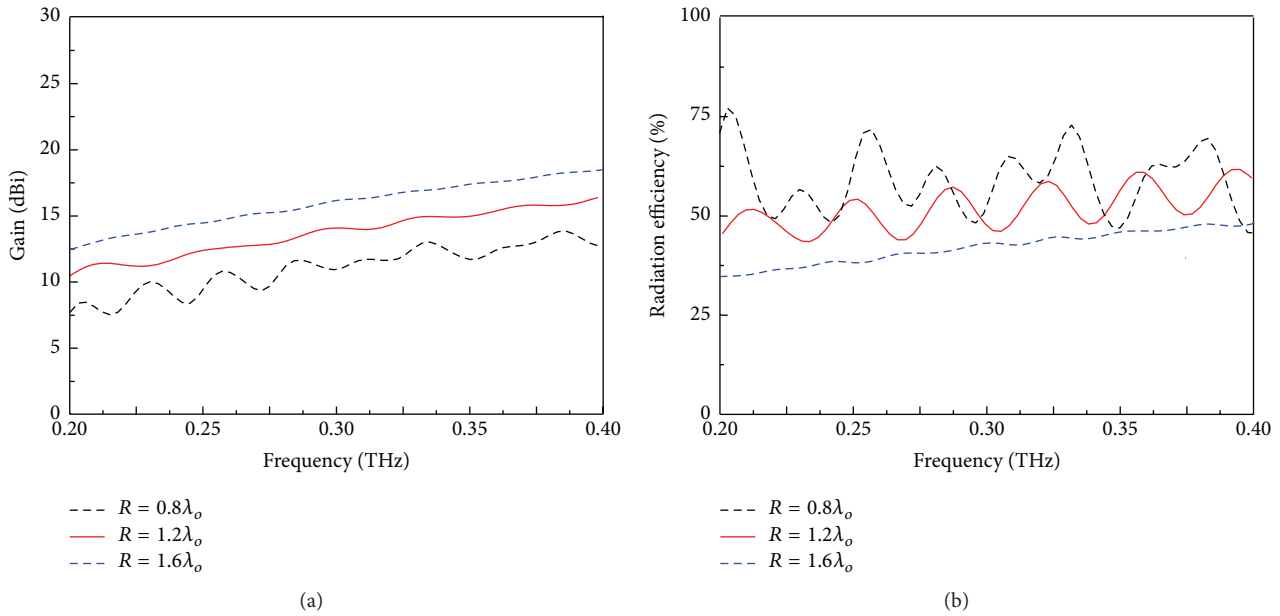 30
25
20
15
10
5
0
Gain (dBi)
0.20 0.25 0.30 0.35 0.40
Frequency (THz)
R = 0.8λo
R = 1.2λo
R = 1.6λo
(a)
100
75
50
25
0
Radiation efficiency (%)
0.20 0.25 0.30 0.35 0.40
Frequency (THz)
R = 0.8λo
R = 1.2λo
R = 1.6λo
(b)